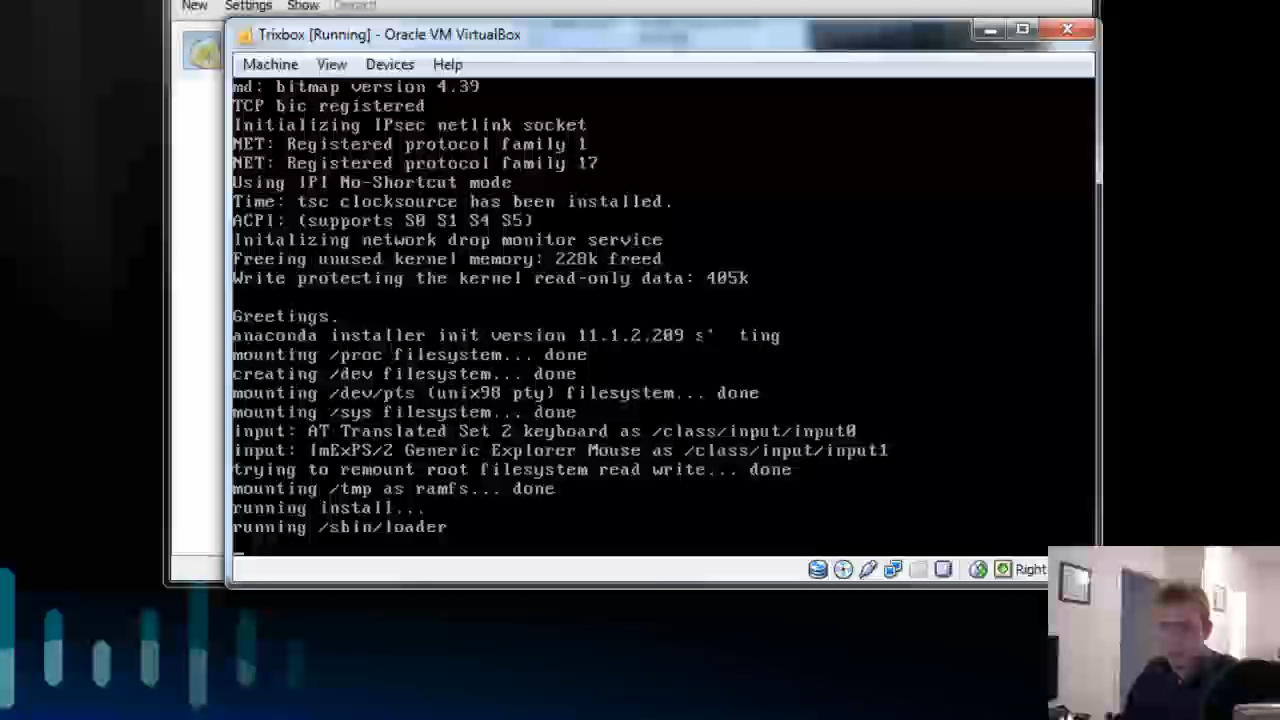 New Settings Show Discard
Trixbox [Running] - Oracle VM VirtualBox
Machine View Devices Help
md: bitmap version 4.39
TCP bic registered
Initializing IPsec netlink socket
NET: Registered protocol family 1
NET: Registered protocol family 17
Using IPI No-Shortcut mode
Time: tsc clocksource has been installed.
ACPI: (supports S0 S1 S4 S5)
Initalizing network drop monitor service
Freeing unused kernel memory: 228k freed
Write protecting the kernel read-only data: 405k
Greetings.
anaconda installer init version 11.1.2.209 s ting
mounting /proc filesystem... done
creating /dev filesystem... done
mounting /dev/pts (unix98 pty) filesystem... done
mounting /sys filesystem... done
input: AT Translated Set 2 keyboard as /class/input/input0
input: ImExPS/2 Generic Explorer Mouse as /class/input/input1
trying to remount root filesystem read write... done
mounting /tmp as ramfs... done
running install...
running /sbin/loader
Right